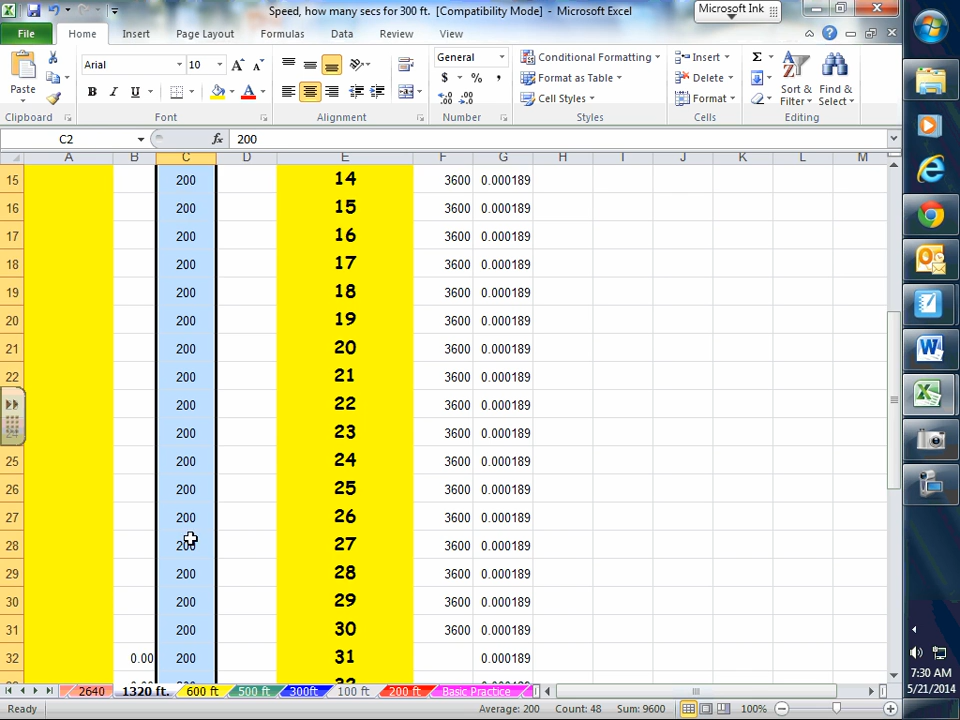 Speed, how many secs for 300 ft. [Compatibility Mode] - Microsoft Excel
Microsoft Ink
File Home Insert Page Layout Formulas Data Review View
Paste
Clipboard
Arial 10
B I U
Font
Alignment
General
$ % ,
Number
Conditional Formatting
Format as Table
Cell Styles
Styles
Insert
Delete
Format
Cells
Sort & Filter
Find & Select
Editing
C2 fx 200
A B C D E F G H I J K L M
15 200 14 3600 0.000189
16 200 15 3600 0.000189
17 200 16 3600 0.000189
18 200 17 3600 0.000189
19 200 18 3600 0.000189
20 200 19 3600 0.000189
21 200 20 3600 0.000189
22 200 21 3600 0.000189
200 22 3600 0.000189
200 23 3600 0.000189
25 200 24 3600 0.000189
26 200 25 3600 0.000189
27 200 26 3600 0.000189
28 200 27 3600 0.000189
29 200 28 3600 0.000189
30 200 29 3600 0.000189
31 200 30 3600 0.000189
32 0.00 200 31 0.000189
2640 1320 ft. 600 ft 500 ft 300ft 100 ft 200 ft Basic Practice
Ready Average: 200 Count: 48 Sum: 9600 100%
7:30 AM
5/21/2014